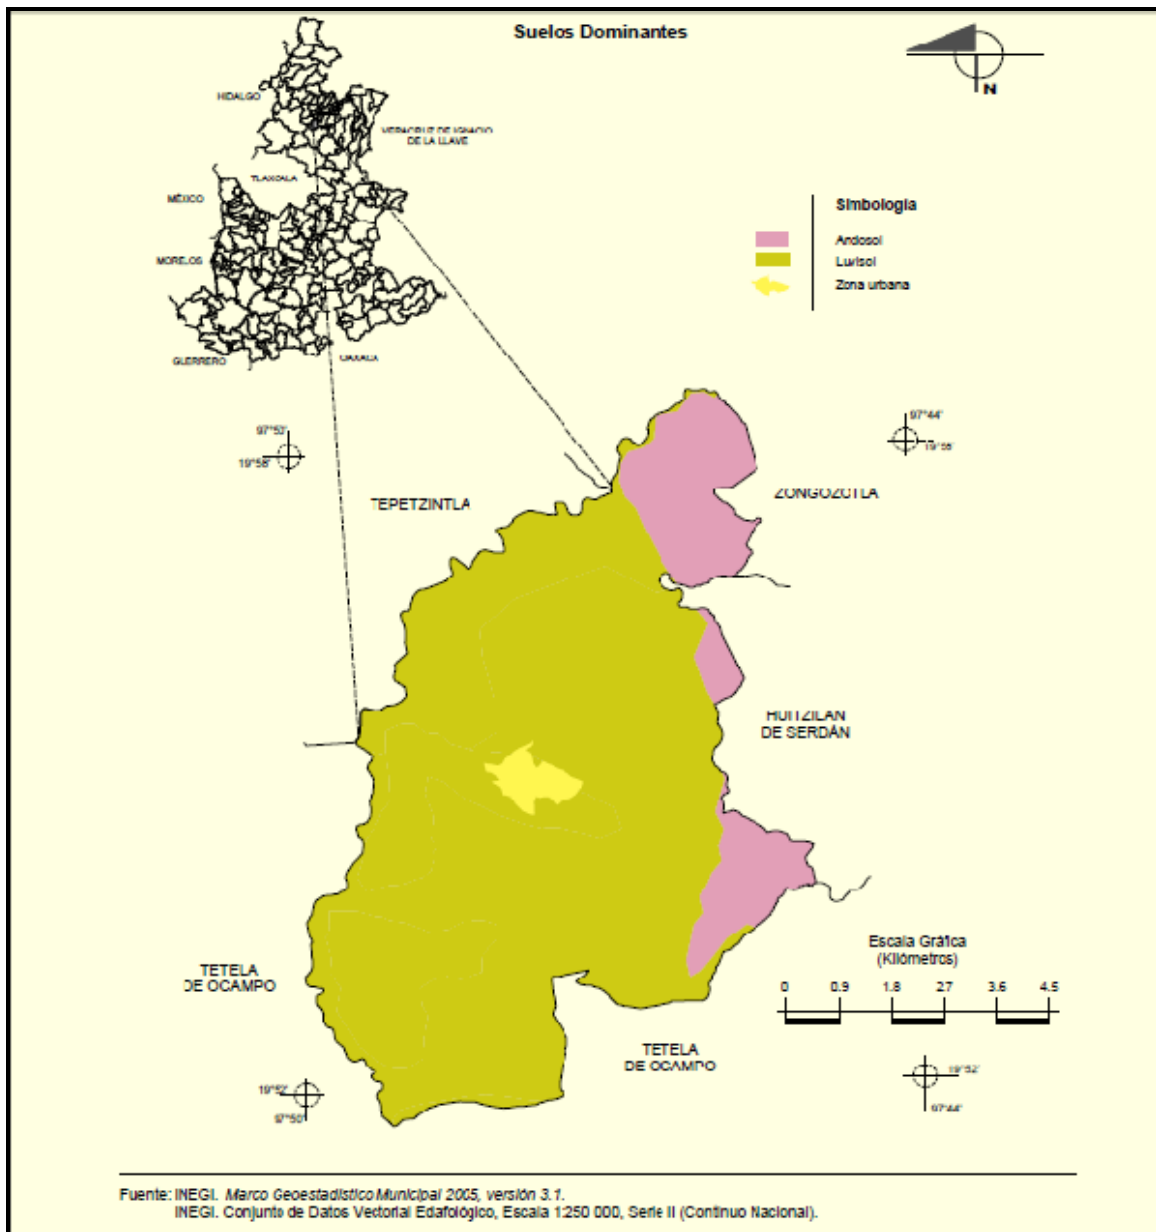 Suelos Dominantes
N
HIDALGO
VERACRUZ DE IGNACIO
DE LA LLAVE
TLAXCALA
MÉXICO
MORELOS
GUERRERO
OAXACA
Simbología
Andosol
Luvisol
Zona urbana
97°53'
19°58'
97°44'
19°58'
TEPETZINTLA
ZONGOZOTLA
HUITZILAN
DE SERDÁN
TETELA
DE OCAMPO
TETELA
DE OCAMPO
Escala Gráfica
(Kilómetros)
0 0.9 1.8 2.7 3.6 4.5
19°52'
97°50'
19°52'
97°44'
Fuente: INEGI. Marco Geoestadístico Municipal 2005, versión 3.1.
INEGI. Conjunto de Datos Vectorial Edafológico, Escala 1:250 000, Serie II (Continuo Nacional).